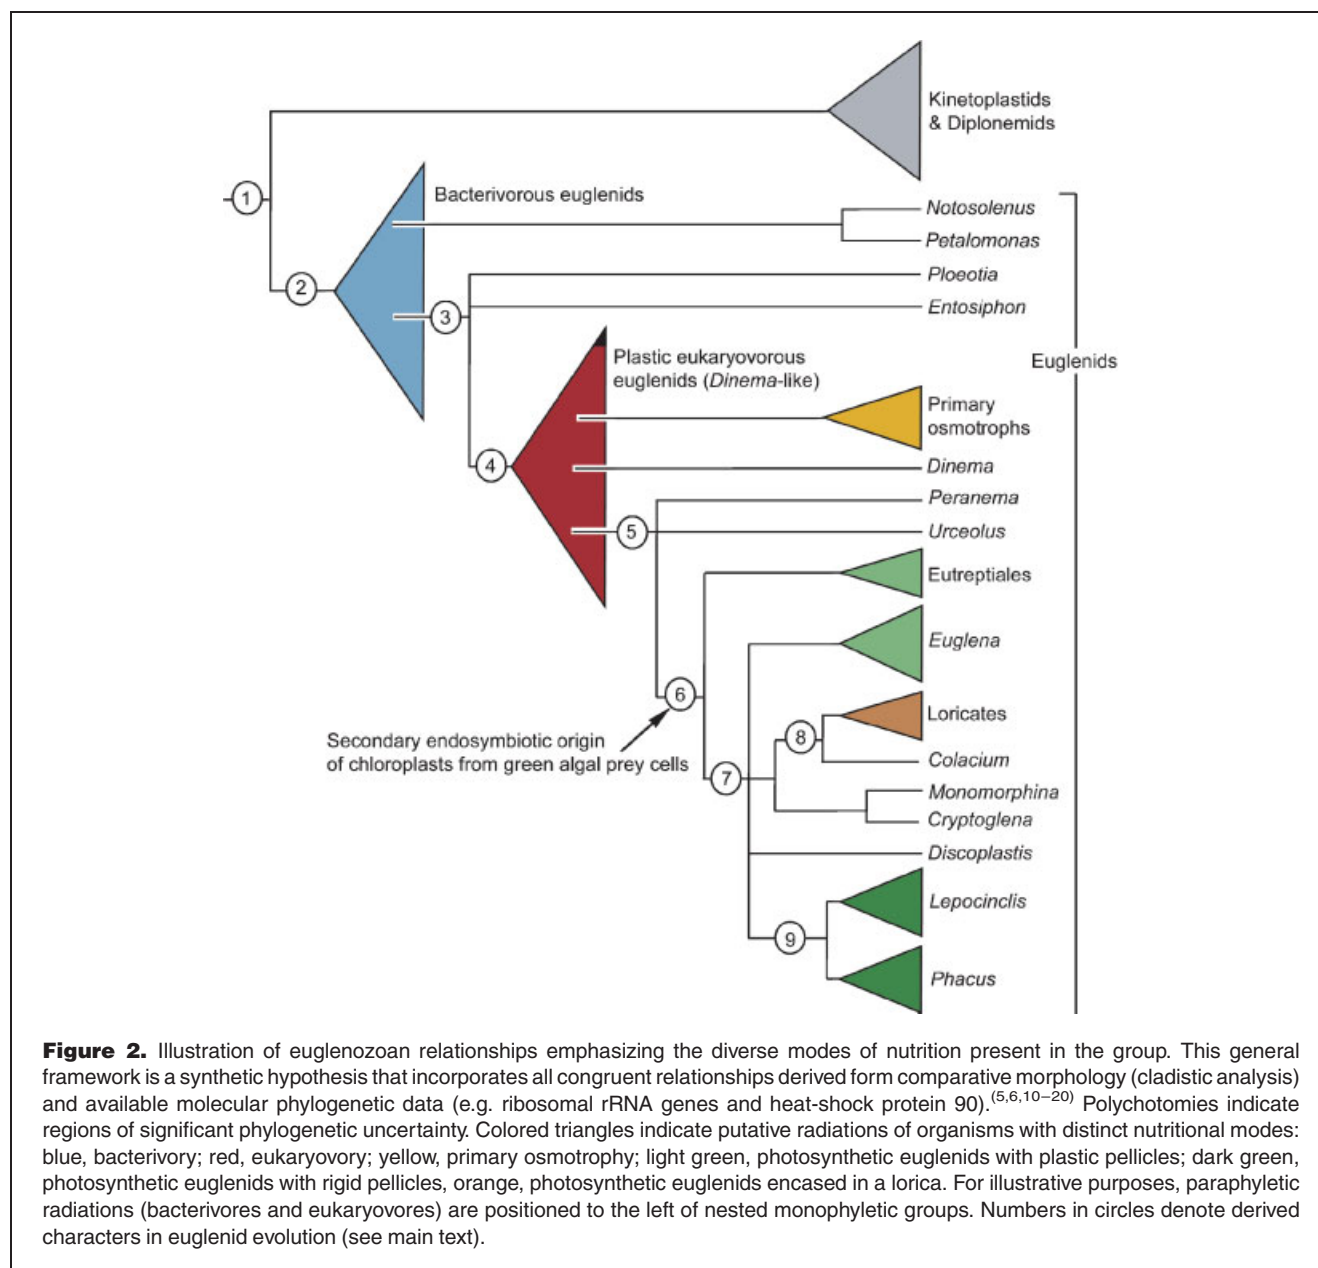 Kinetoplastids
& Diplonemids
1
Bacterivorous euglenids
Notosolenus
Petalomonas
2
Ploeotia
3
Entosiphon
Plastic eukaryovorous
euglenids (Dinema-like)
Euglenids
Primary
osmotrophs
4
Dinema
Peranema
5
Urceolus
Eutreptiales
Euglena
6
Loricates
Secondary endosymbiotic origin
of chloroplasts from green algal prey cells
8
Colacium
7
Monomorphina
Cryptoglena
Discoplastis
Lepocinclis
9
Phacus
Figure 2. Illustration of euglenozoan relationships emphasizing the diverse modes of nutrition present in the group. This general
framework is a synthetic hypothesis that incorporates all congruent relationships derived form comparative morphology (cladistic analysis)
and available molecular phylogenetic data (e.g. ribosomal rRNA genes and heat-shock protein 90).(5,6,10–20) Polychotomies indicate
regions of significant phylogenetic uncertainty. Colored triangles indicate putative radiations of organisms with distinct nutritional modes:
blue, bacterivory; red, eukaryovory; yellow, primary osmotrophy; light green, photosynthetic euglenids with plastic pellicles; dark green,
photosynthetic euglenids with rigid pellicles, orange, photosynthetic euglenids encased in a lorica. For illustrative purposes, paraphyletic
radiations (bacterivores and eukaryovores) are positioned to the left of nested monophyletic groups. Numbers in circles denote derived
characters in euglenid evolution (see main text).